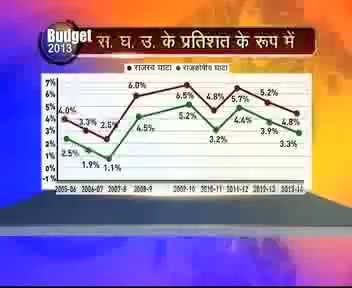 Budget 2013
स. घ. उ. के प्रतिशत के रूप में
राजस्व घाटा राजकोषीय घाटा
7%
6%
5%
4%
3%
2%
1%
0%
-1%
4.0% 3.3% 2.5% 6.0% 6.5% 4.8% 5.7% 5.2% 4.8%
2.5% 1.9% 1.1% 4.5% 5.2% 3.2% 4.4% 3.9% 3.3%
2005-06 2006-07 2007-8 2008-9 2009-10 2010-11 2011-12 2012-13 2013-14